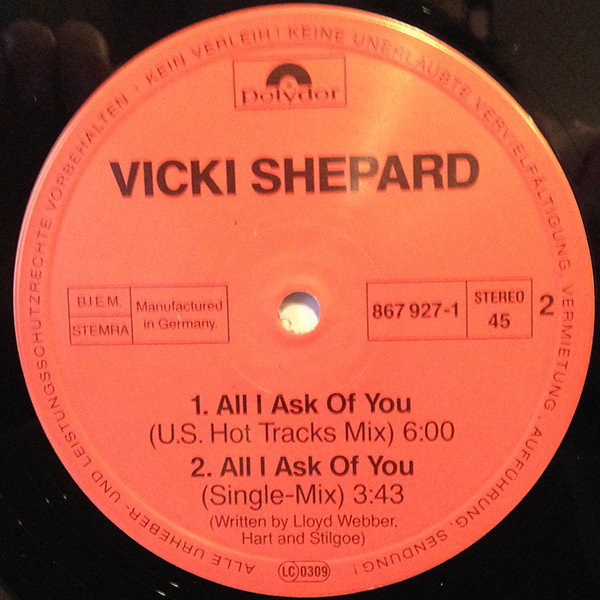 ALLE URHEBER- UND LEISTUNGSSCHUTZRECHTE VORBEHALTEN · KEIN VERLEIH! KEINE UNERLAUBTE VERVIELFÄLTIGUNG, VERMIETUNG, AUFFÜHRUNG, SENDUNG!
Polydor
VICKI SHEPARD
B.I.E.M.
STEMRA
Manufactured
in Germany.
867 927-1
STEREO
45
2
1. All I Ask Of You
(U.S. Hot Tracks Mix) 6:00
2. All I Ask Of You
(Single-Mix) 3:43
(Written by Lloyd Webber,
Hart and Stilgoe)
LC 0309